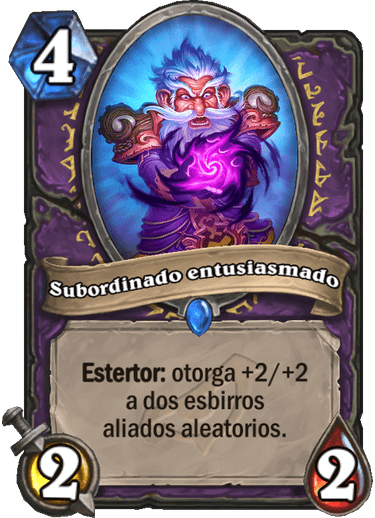 4
Subordinado entusiasmado
Estertor: otorga +2/+2
a dos esbirros
aliados aleatorios.
2
2